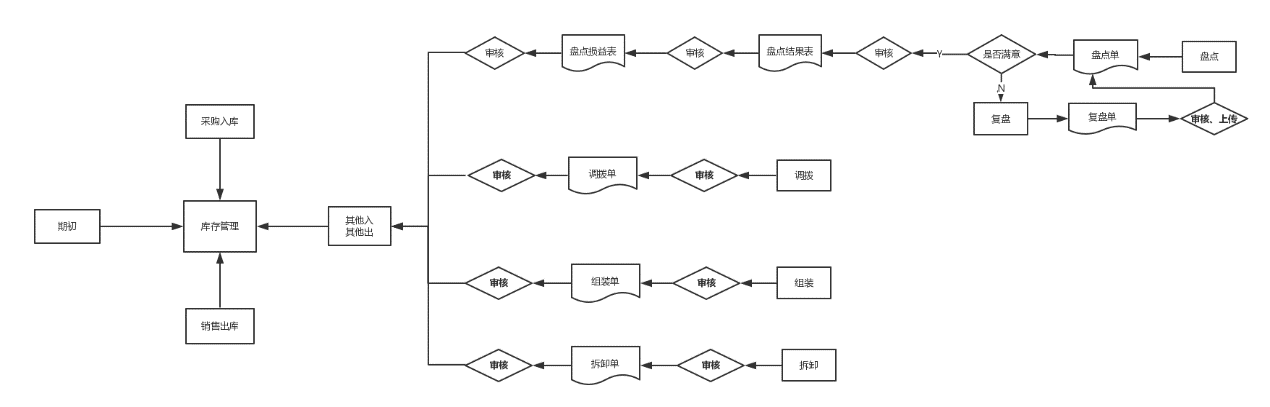 审核
盘点损益表
审核
盘点结果表
审核
Y
是否满意
盘点单
盘点
N
复盘
复盘单
审核、上传
采购入库
审核
调拨单
审核
调拨
期初
库存管理
其他入
其他出
审核
组装单
审核
组装
销售出库
审核
拆卸单
审核
拆卸